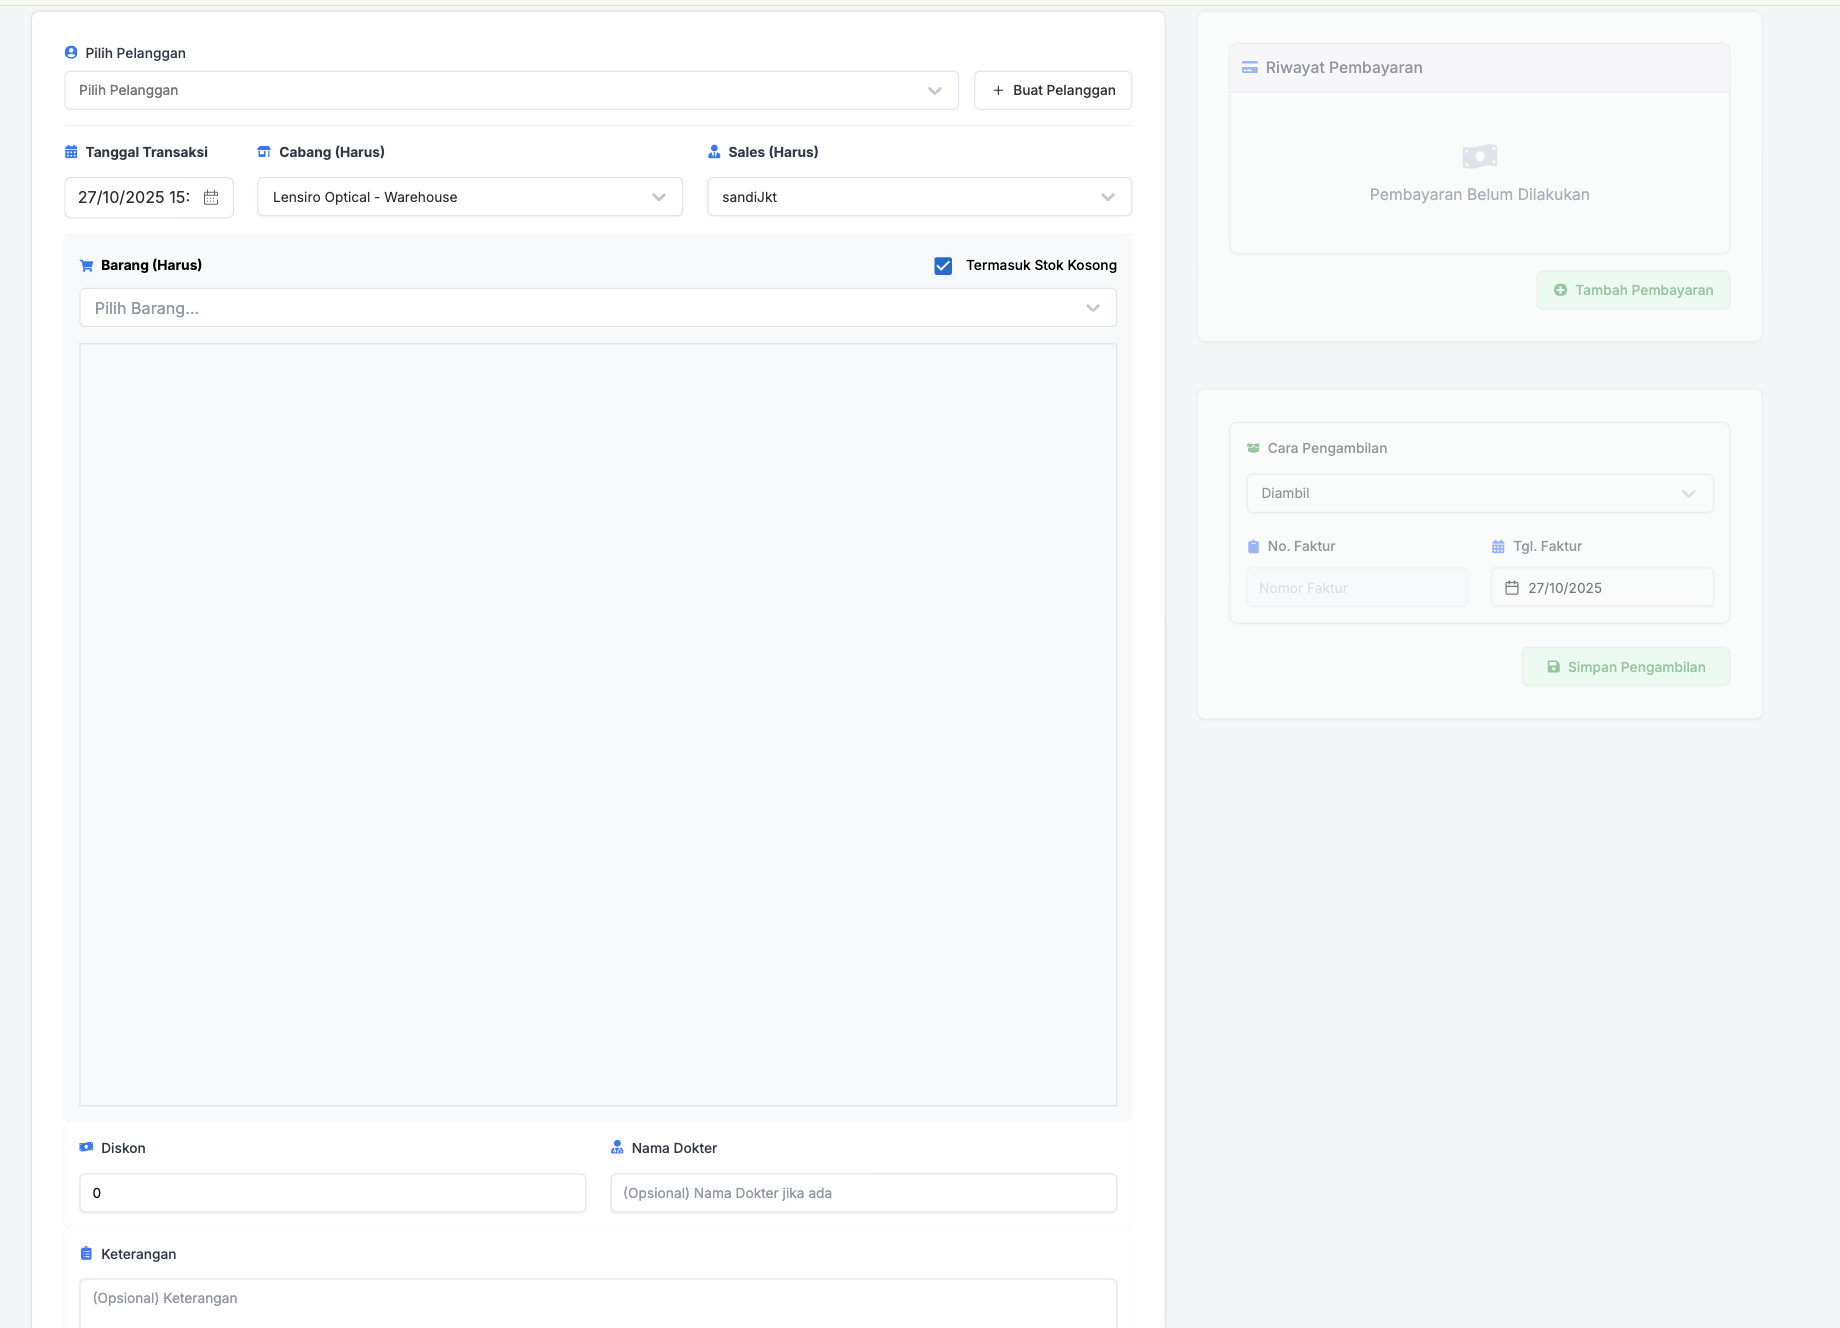 Pilih Pelanggan
Pilih Pelanggan
Buat Pelanggan
Tanggal Transaksi
Cabang (Harus)
Sales (Harus)
27/10/2025 15:
Lensiro Optical - Warehouse
sandiJkt
Barang (Harus)
Termasuk Stok Kosong
Pilih Barang...
Diskon
Nama Dokter
0
(Opsional) Nama Dokter jika ada
Keterangan
(Opsional) Keterangan
Riwayat Pembayaran
Pembayaran Belum Dilakukan
Tambah Pembayaran
Cara Pengambilan
Diambil
No. Faktur
Tgl. Faktur
Nomor Faktur
27/10/2025
Simpan Pengambilan